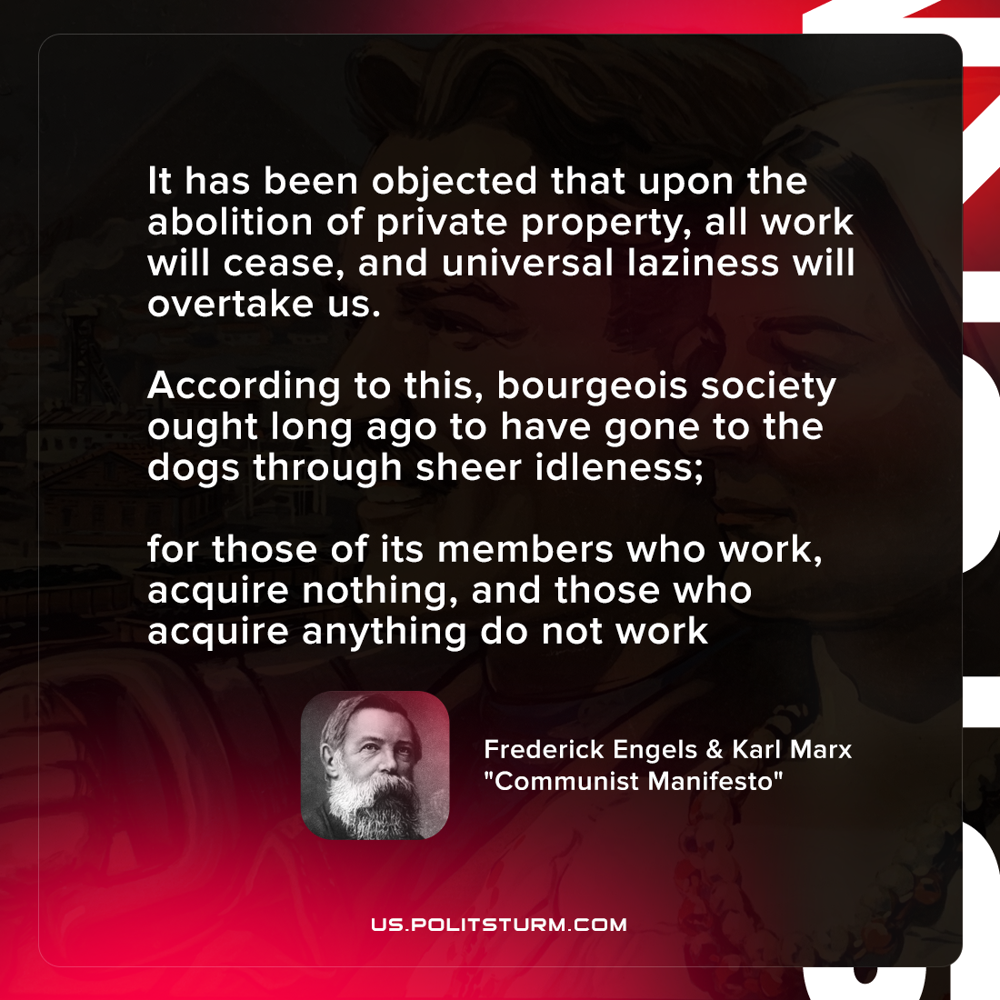 It has been objected that upon the
abolition of private property, all work
will cease, and universal laziness will
overtake us.
According to this, bourgeois society
ought long ago to have gone to the
dogs through sheer idleness;
for those of its members who work,
acquire nothing, and those who
acquire anything do not work
Frederick Engels & Karl Marx
"Communist Manifesto"
US.POLITSTURM.COM